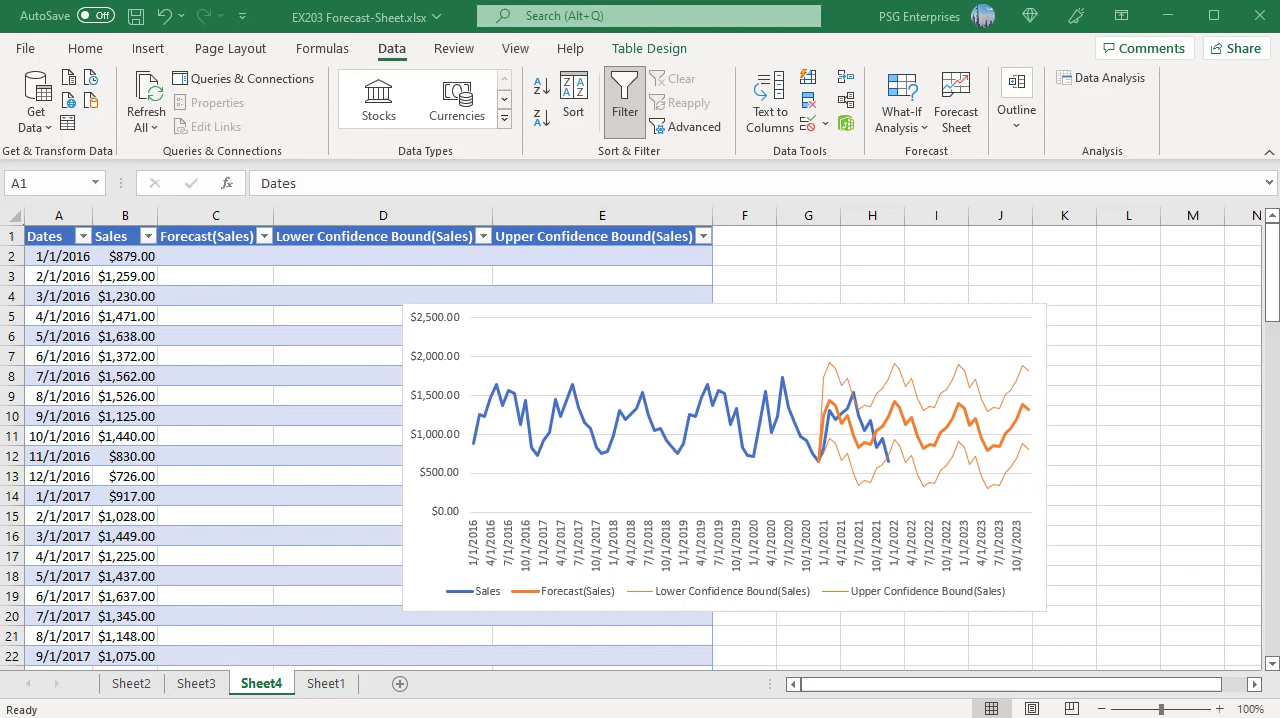 AutoSave Off EX203 Forecast-Sheet.xlsx Search (Alt+Q) PSG Enterprises
File Home Insert Page Layout Formulas Data Review View Help Table Design Comments Share
Get Data Refresh All Queries & Connections Properties Edit Links Stocks Currencies Sort Filter Clear Reapply Advanced Text to Columns What-If Analysis Forecast Sheet Outline Data Analysis
Get & Transform Data Queries & Connections Data Types Sort & Filter Data Tools Forecast Analysis
A1 fx Dates
A B C D E F G H I J K L M N
1 Dates Sales Forecast(Sales) Lower Confidence Bound(Sales) Upper Confidence Bound(Sales)
2 1/1/2016 $879.00
3 2/1/2016 $1,259.00
4 3/1/2016 $1,230.00
5 4/1/2016 $1,471.00
6 5/1/2016 $1,638.00
7 6/1/2016 $1,372.00
8 7/1/2016 $1,562.00
9 8/1/2016 $1,526.00
10 9/1/2016 $1,125.00
11 10/1/2016 $1,440.00
12 11/1/2016 $830.00
13 12/1/2016 $726.00
14 1/1/2017 $917.00
15 2/1/2017 $1,028.00
16 3/1/2017 $1,449.00
17 4/1/2017 $1,225.00
18 5/1/2017 $1,437.00
19 6/1/2017 $1,637.00
20 7/1/2017 $1,345.00
21 8/1/2017 $1,148.00
22 9/1/2017 $1,075.00
$2,500.00
$2,000.00
$1,500.00
$1,000.00
$500.00
$0.00
1/1/2016 4/1/2016 7/1/2016 10/1/2016 1/1/2017 4/1/2017 7/1/2017 10/1/2017 1/1/2018 4/1/2018 7/1/2018 10/1/2018 1/1/2019 4/1/2019 7/1/2019 10/1/2019 1/1/2020 4/1/2020 7/1/2020 10/1/2020 1/1/2021 4/1/2021 7/1/2021 10/1/2021 1/1/2022 4/1/2022 7/1/2022 10/1/2022 1/1/2023 4/1/2023 7/1/2023 10/1/2023
Sales Forecast(Sales) Lower Confidence Bound(Sales) Upper Confidence Bound(Sales)
Sheet2 Sheet3 Sheet4 Sheet1
Ready 100%